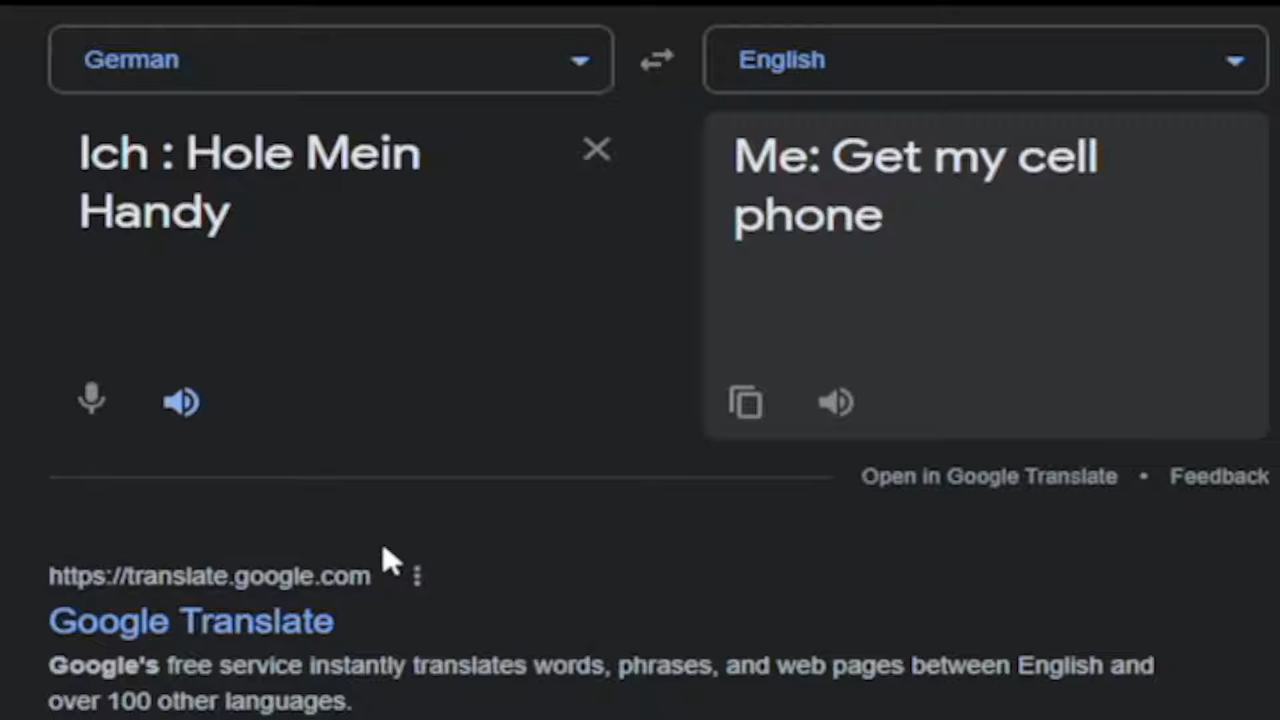 German English
Ich : Hole Mein
Handy
Me: Get my cell
phone
Open in Google Translate • Feedback
https://translate.google.com
Google Translate
Google's free service instantly translates words, phrases, and web pages between English and
over 100 other languages.